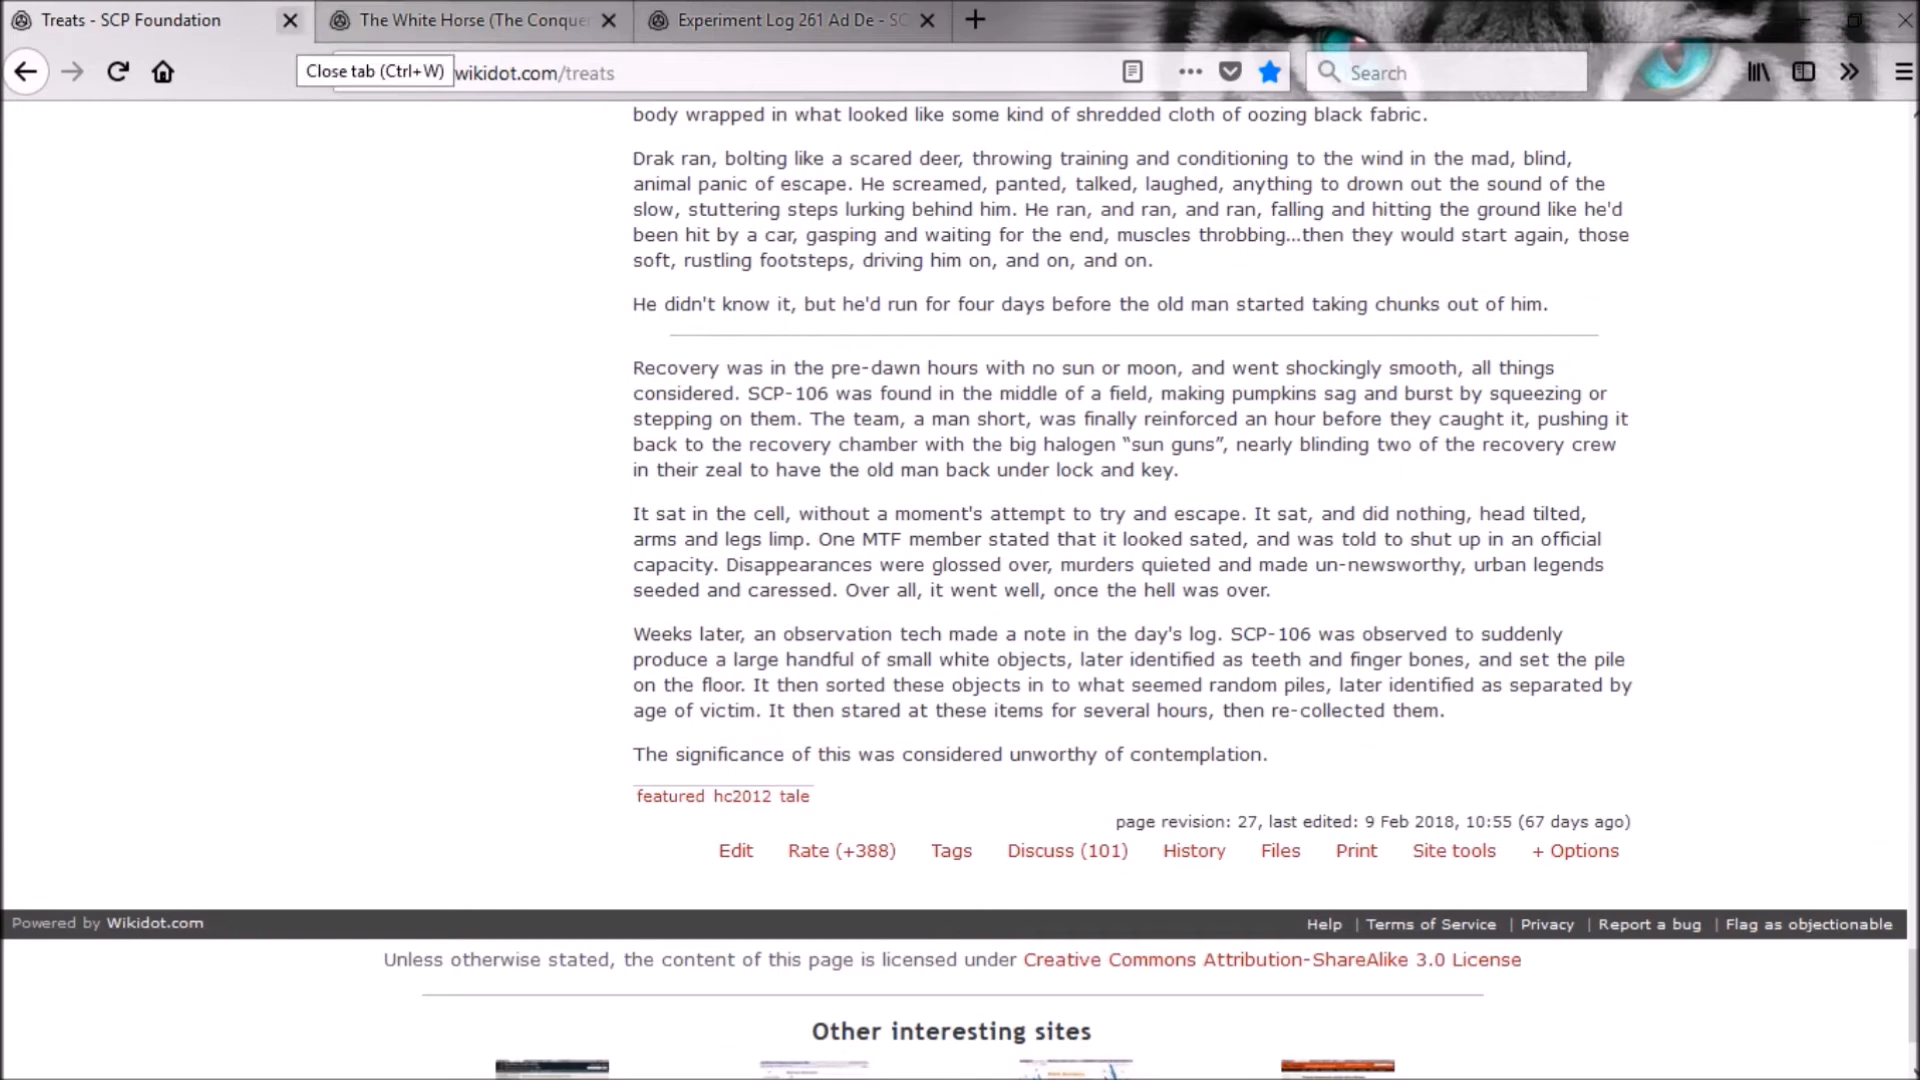 Treats - SCP Foundation
The White Horse (The Conquer
Experiment Log 261 Ad De - SC
Close tab (Ctrl+W)
wikidot.com/treats
Search
body wrapped in what looked like some kind of shredded cloth of oozing black fabric.
Drak ran, bolting like a scared deer, throwing training and conditioning to the wind in the mad, blind,
animal panic of escape. He screamed, panted, talked, laughed, anything to drown out the sound of the
slow, stuttering steps lurking behind him. He ran, and ran, and ran, falling and hitting the ground like he'd
been hit by a car, gasping and waiting for the end, muscles throbbing...then they would start again, those
soft, rustling footsteps, driving him on, and on, and on.
He didn't know it, but he'd run for four days before the old man started taking chunks out of him.
Recovery was in the pre-dawn hours with no sun or moon, and went shockingly smooth, all things
considered. SCP-106 was found in the middle of a field, making pumpkins sag and burst by squeezing or
stepping on them. The team, a man short, was finally reinforced an hour before they caught it, pushing it
back to the recovery chamber with the big halogen “sun guns”, nearly blinding two of the recovery crew
in their zeal to have the old man back under lock and key.
It sat in the cell, without a moment's attempt to try and escape. It sat, and did nothing, head tilted,
arms and legs limp. One MTF member stated that it looked sated, and was told to shut up in an official
capacity. Disappearances were glossed over, murders quieted and made un-newsworthy, urban legends
seeded and caressed. Over all, it went well, once the hell was over.
Weeks later, an observation tech made a note in the day's log. SCP-106 was observed to suddenly
produce a large handful of small white objects, later identified as teeth and finger bones, and set the pile
on the floor. It then sorted these objects in to what seemed random piles, later identified as separated by
age of victim. It then stared at these items for several hours, then re-collected them.
The significance of this was considered unworthy of contemplation.
featured hc2012 tale
page revision: 27, last edited: 9 Feb 2018, 10:55 (67 days ago)
Edit Rate (+388) Tags Discuss (101) History Files Print Site tools + Options
Powered by Wikidot.com
Help | Terms of Service | Privacy | Report a bug | Flag as objectionable
Unless otherwise stated, the content of this page is licensed under Creative Commons Attribution-ShareAlike 3.0 License
Other interesting sites